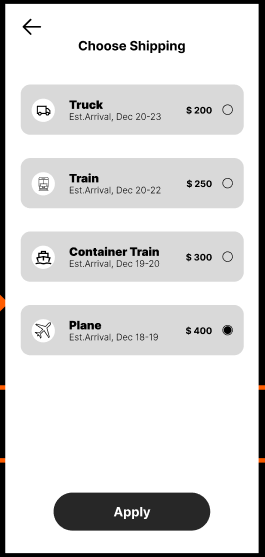 Choose Shipping
Truck
Est.Arrival, Dec 20-23
$ 200
Train
Est.Arrival, Dec 20-22
$ 250
Container Train
Est.Arrival, Dec 19-20
$ 300
Plane
Est.Arrival, Dec 18-19
$ 400
Apply